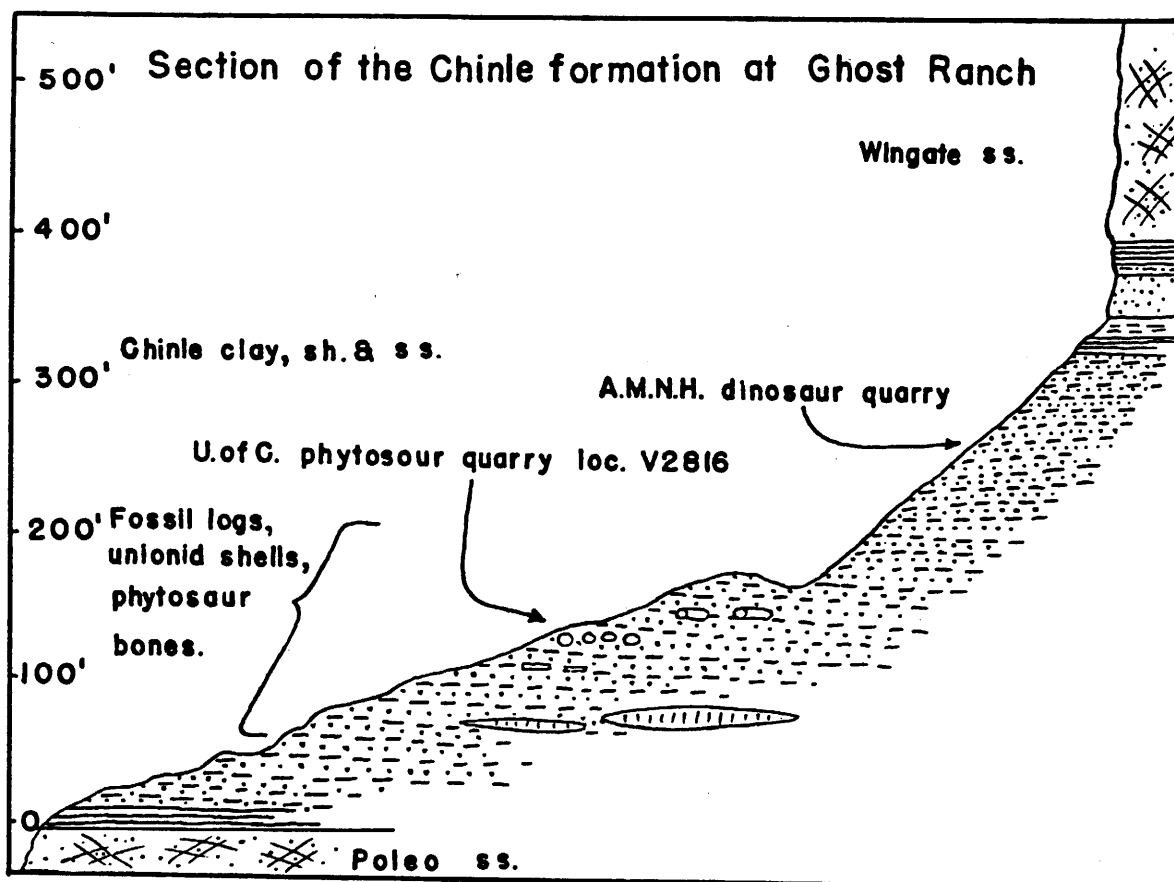 Section of the Chinle formation at Ghost Ranch
500'
Wingate ss.
400'
Chinle clay, sh. & ss.
300'
A.M.N.H. dinosaur quarry
U. of C. phytosour quarry loc. V2816
200'
Fossil logs,
unionid shells,
phytosaur
bones.
100'
0
Poleo ss.